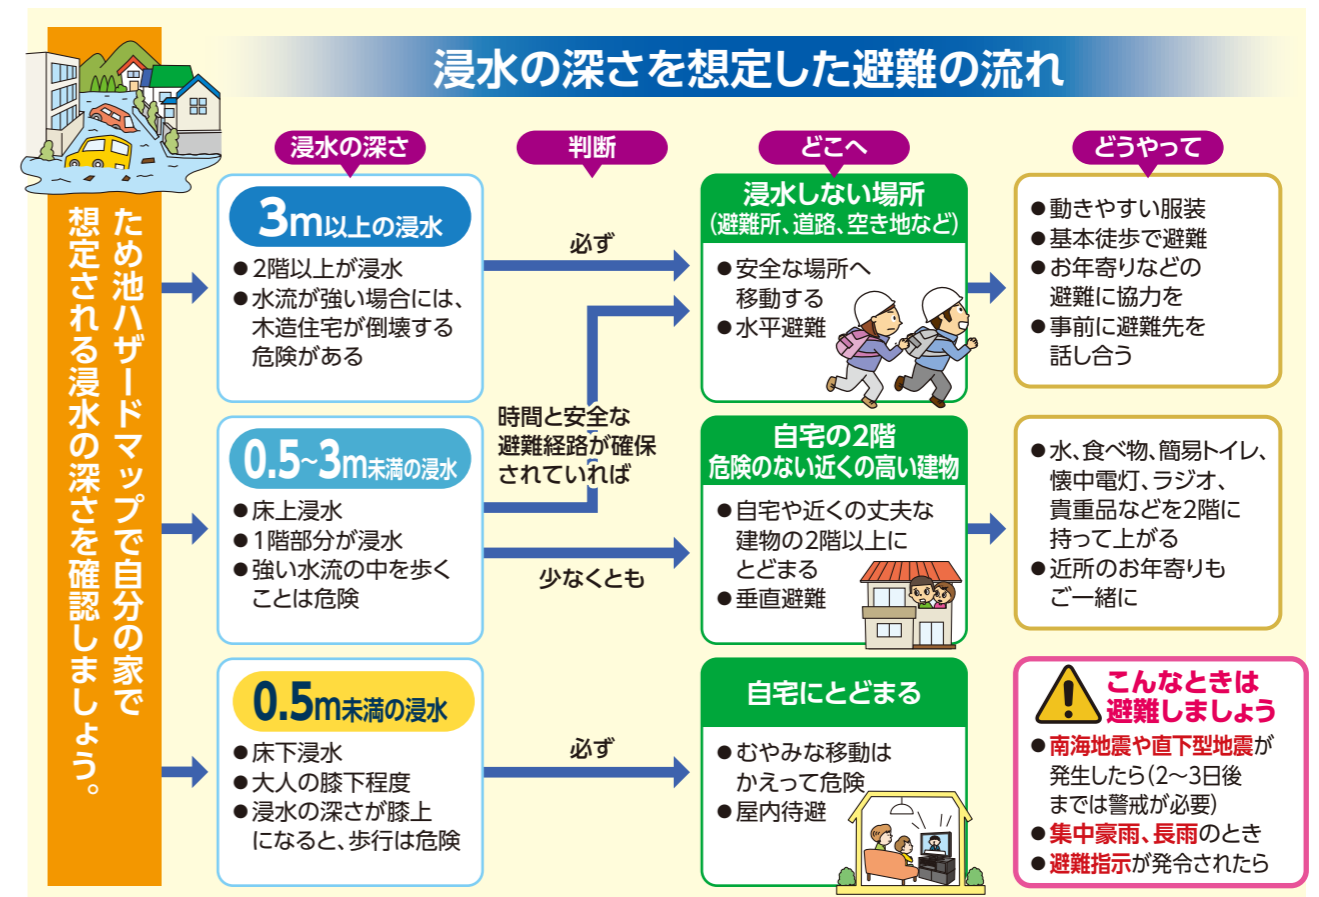 浸水の深さを想定した避難の流れ
ため池ハザードマップで自分の家で
想定される浸水の深さを確認しましょう。
浸水の深さ
判断
どこへ
どうやって
3m以上の浸水
●2階以上が浸水
●水流が強い場合には、
木造住宅が倒壊する
危険がある
必ず
浸水しない場所
(避難所、道路、空き地など)
●安全な場所へ
移動する
●水平避難
●動きやすい服装
●基本徒歩で避難
●お年寄りなどの
避難に協力を
●事前に避難先を
話し合う
0.5~3m未満の浸水
●床上浸水
●1階部分が浸水
●強い水流の中を歩く
ことは危険
時間と安全な
避難経路が確保
されていれば
少なくとも
自宅の2階
危険のない近くの高い建物
●自宅や近くの丈夫な
建物の2階以上に
とどまる
●垂直避難
●水、食べ物、簡易トイレ、
懐中電灯、ラジオ、
貴重品などを2階に
持って上がる
●近所のお年寄りも
ご一緒に
0.5m未満の浸水
●床下浸水
●大人の膝下程度
●浸水の深さが膝上
になると、歩行は危険
必ず
自宅にとどまる
●むやみな移動は
かえって危険
●屋内待避
こんなときは
避難しましょう
●南海地震や直下型地震が
発生したら(2~3日後
までは警戒が必要)
●集中豪雨、長雨のとき
●避難指示が発令されたら